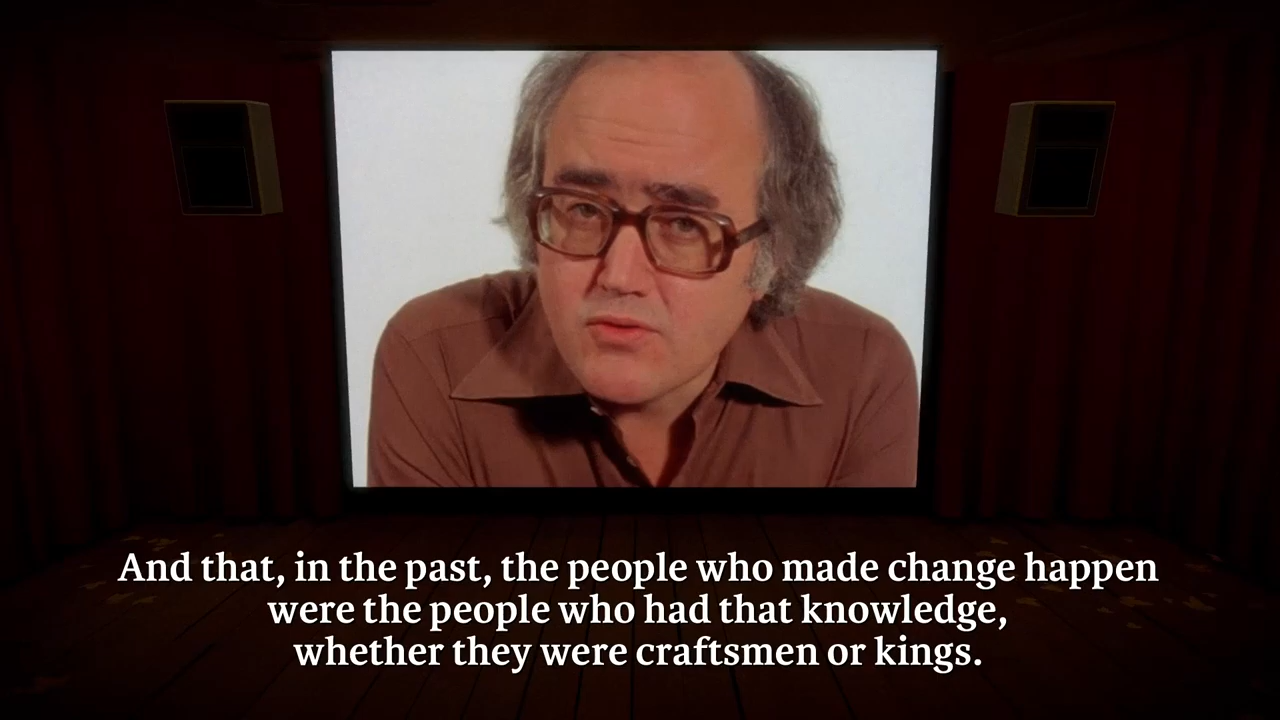 And that, in the past, the people who made change happen
were the people who had that knowledge,
whether they were craftsmen or kings.